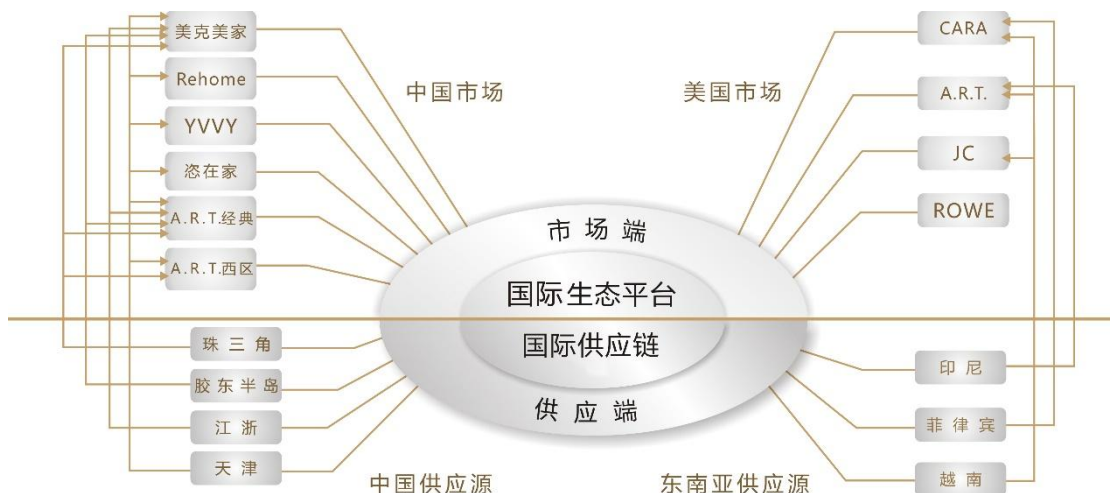 美克美家
Rehome
YVVY
恣在家
A.R.T.经典
A.R.T.西区
中国市场
美国市场
CARA
A.R.T.
JC
ROWE
市场端
国际生态平台
国际供应链
供应端
珠三角
胶东半岛
江浙
天津
中国供应源
东南亚供应源
印尼
菲律宾
越南